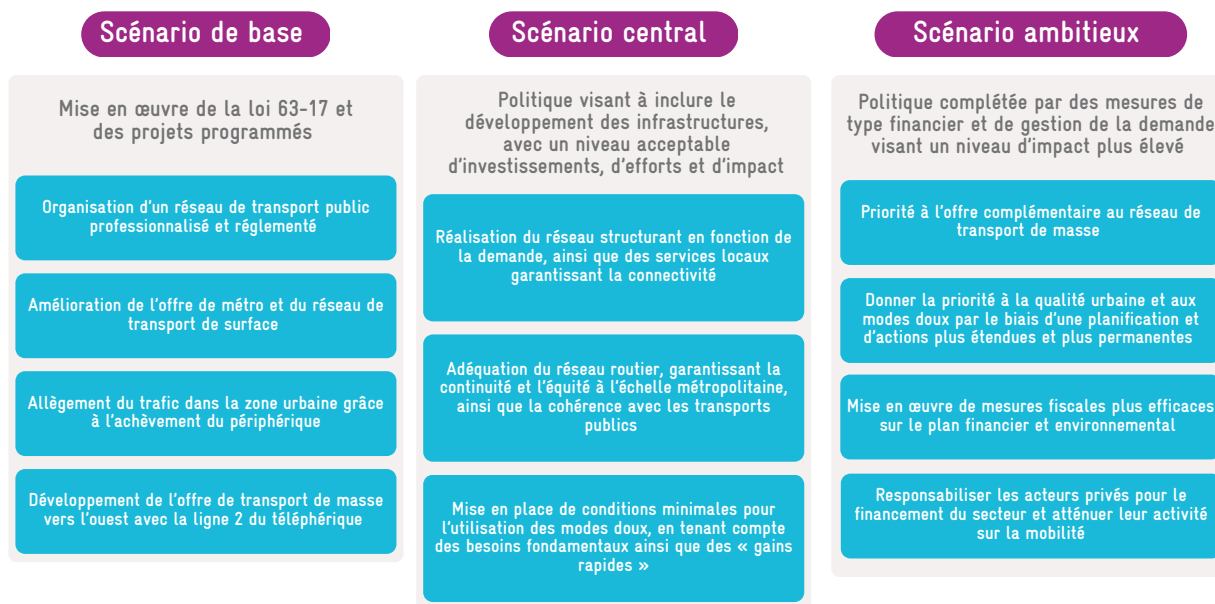 Scénario de base
Mise en œuvre de la loi 63-17 et
des projets programmés
Organisation d'un réseau de transport public
professionnalisé et réglementé
Amélioration de l'offre de métro et du réseau de
transport de surface
Allègement du trafic dans la zone urbaine grâce
à l'achèvement du périphérique
Développement de l'offre de transport de masse
vers l'ouest avec la ligne 2 du téléphérique
Scénario central
Politique visant à inclure le
développement des infrastructures,
avec un niveau acceptable
d'investissements, d'efforts et d'impact
Réalisation du réseau structurant en fonction de
la demande, ainsi que des services locaux
garantissant la connectivité
Adéquation du réseau routier, garantissant la
continuité et l'équité à l'échelle métropolitaine,
ainsi que la cohérence avec les transports
publics
Mise en place de conditions minimales pour
l'utilisation des modes doux, en tenant compte
des besoins fondamentaux ainsi que des « gains
rapides »
Scénario ambitieux
Politique complétée par des mesures de
type financier et de gestion de la demande
visant un niveau d'impact plus élevé
Priorité à l'offre complémentaire au réseau de
transport de masse
Donner la priorité à la qualité urbaine et aux
modes doux par le biais d'une planification et
d'actions plus étendues et plus permanentes
Mise en œuvre de mesures fiscales plus efficaces
sur le plan financier et environnemental
Responsabiliser les acteurs privés pour le
financement du secteur et atténuer leur activité
sur la mobilité